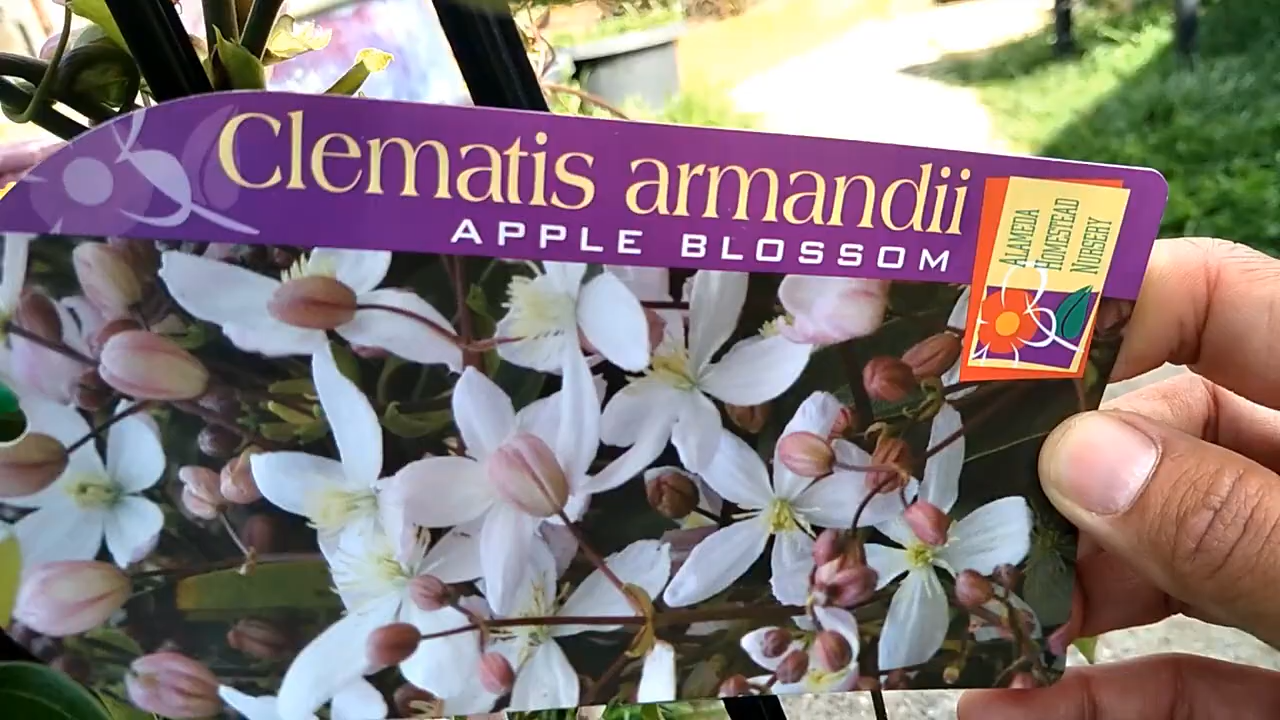 Clematis armandii
APPLE BLOSSOM
ALAMEDA
HOMESTEAD
NURSERY